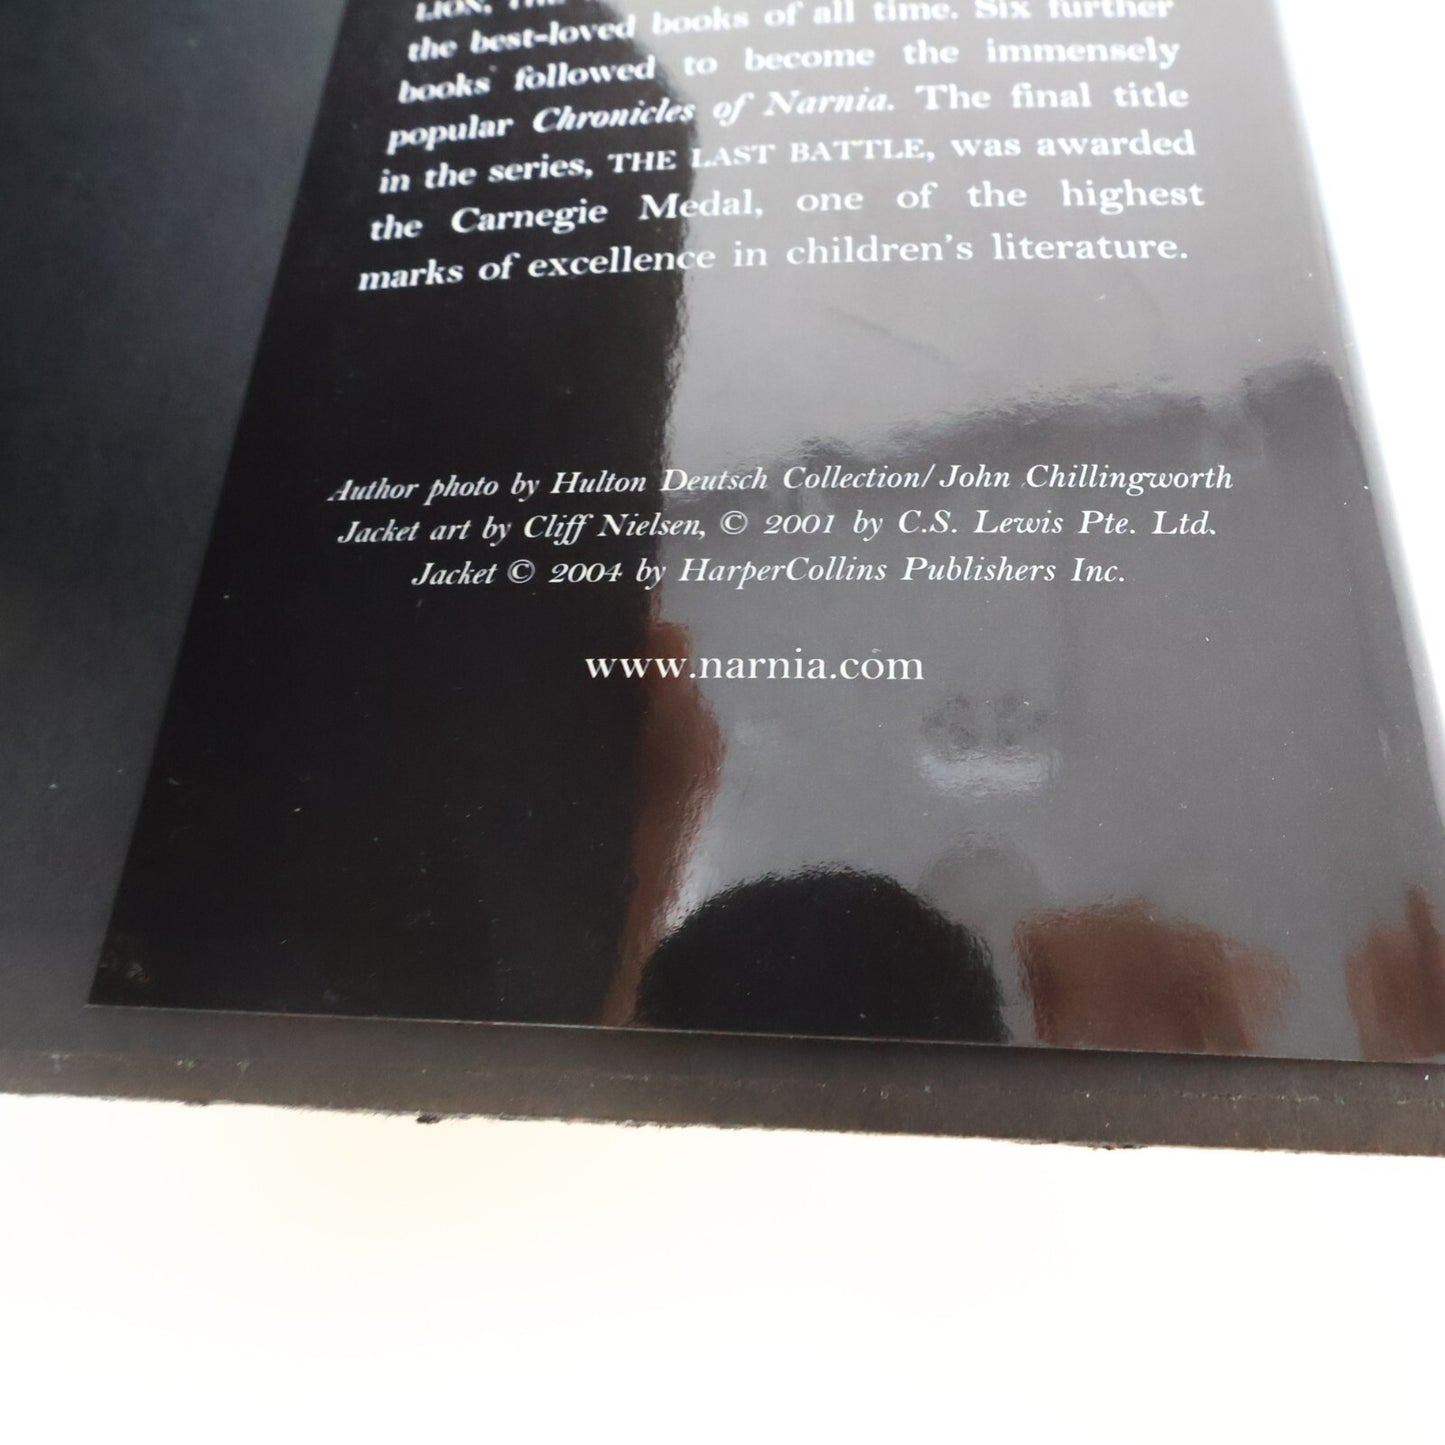 LION, THE
the best-loved books of all time. Six further
books followed to become the immensely
popular Chronicles of Narnia. The final title
in the series, THE LAST BATTLE, was awarded
the Carnegie Medal, one of the highest
marks of excellence in children's literature.
Author photo by Hulton Deutsch Collection/John Chillingworth
Jacket art by Cliff Nielsen, © 2001 by C.S. Lewis Pte. Ltd.
Jacket © 2004 by HarperCollins Publishers Inc.
www.narnia.com